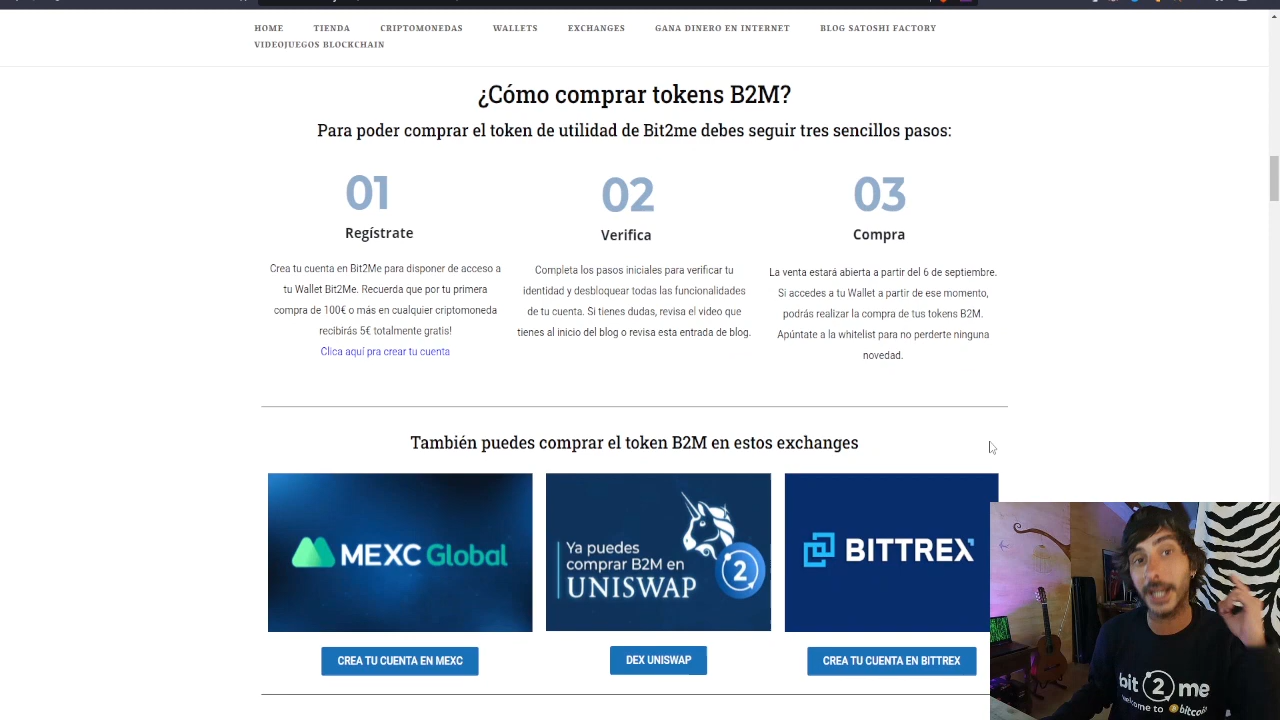 HOME TIENDA CRIPTOMONEDAS WALLETS EXCHANGES GANA DINERO EN INTERNET BLOG SATOSHI FACTORY
VIDEOJUEGOS BLOCKCHAIN
¿Cómo comprar tokens B2M?
Para poder comprar el token de utilidad de Bit2me debes seguir tres sencillos pasos:
01
Regístrate
Crea tu cuenta en Bit2Me para disponer de acceso a
tu Wallet Bit2Me. Recuerda que por tu primera
compra de 100€ o más en cualquier criptomoneda
recibirás 5€ totalmente gratis!
Clica aquí pra crear tu cuenta
02
Verifica
Completa los pasos iniciales para verificar tu
identidad y desbloquear todas las funcionalidades
de tu cuenta. Si tienes dudas, revisa el video que
tienes al inicio del blog o revisa esta entrada de blog.
03
Compra
La venta estará abierta a partir del 6 de septiembre.
Si accedes a tu Wallet a partir de ese momento,
podrás realizar la compra de tus tokens B2M.
Apúntate a la whitelist para no perderte ninguna
novedad.
También puedes comprar el token B2M en estos exchanges
MEXC Global
CREA TU CUENTA EN MEXC
Ya puedes
comprar B2M en
UNISWAP
2
DEX UNISWAP
BITTREX
CREA TU CUENTA EN BITTREX
bit 2 me
welcome to bitcoin